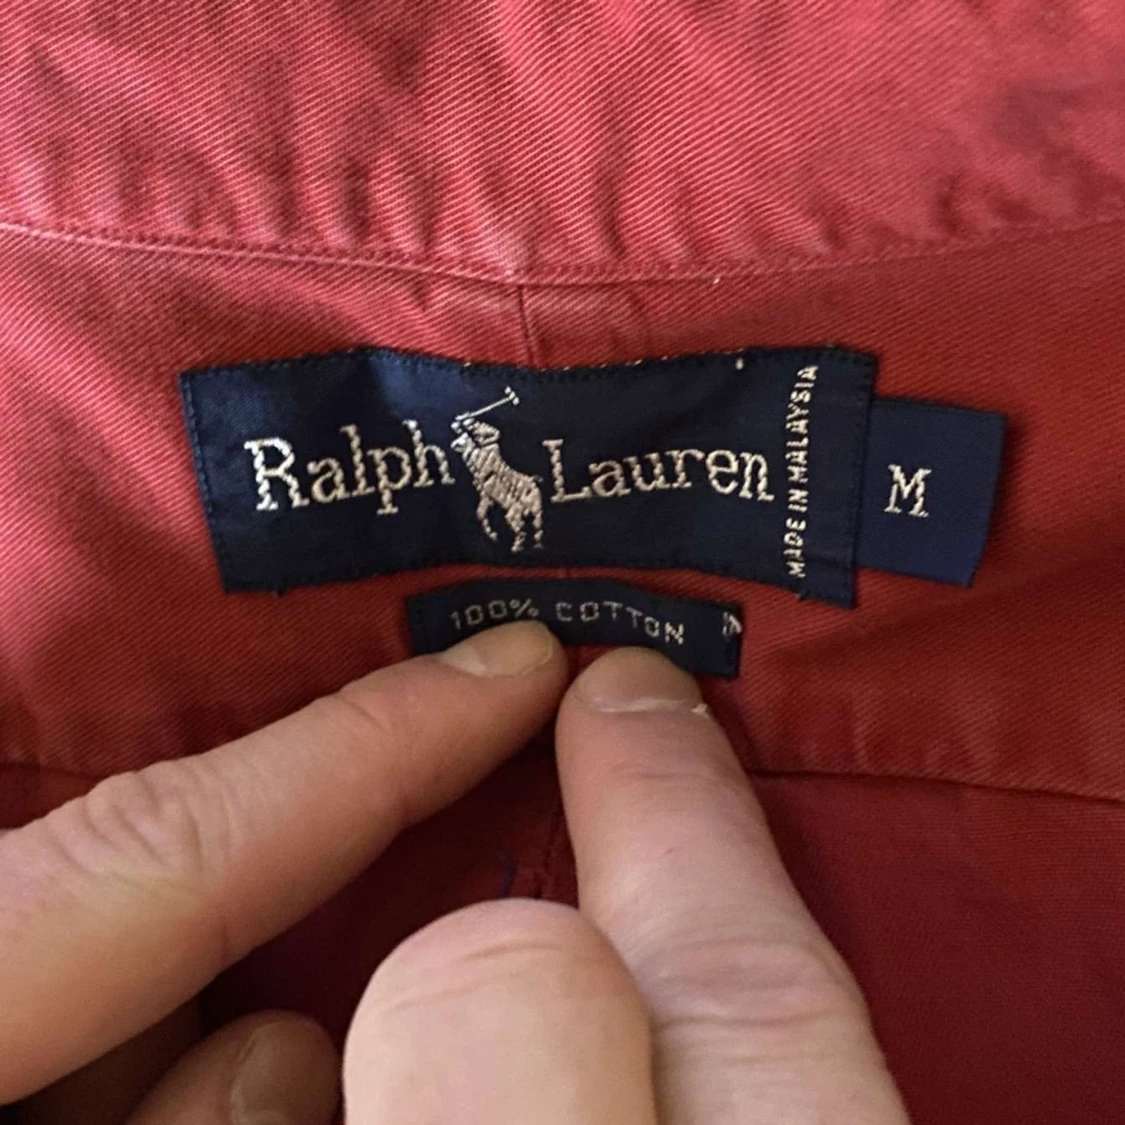 Ralph Lauren
MADE IN MALAYSIA
M
100% COTTON